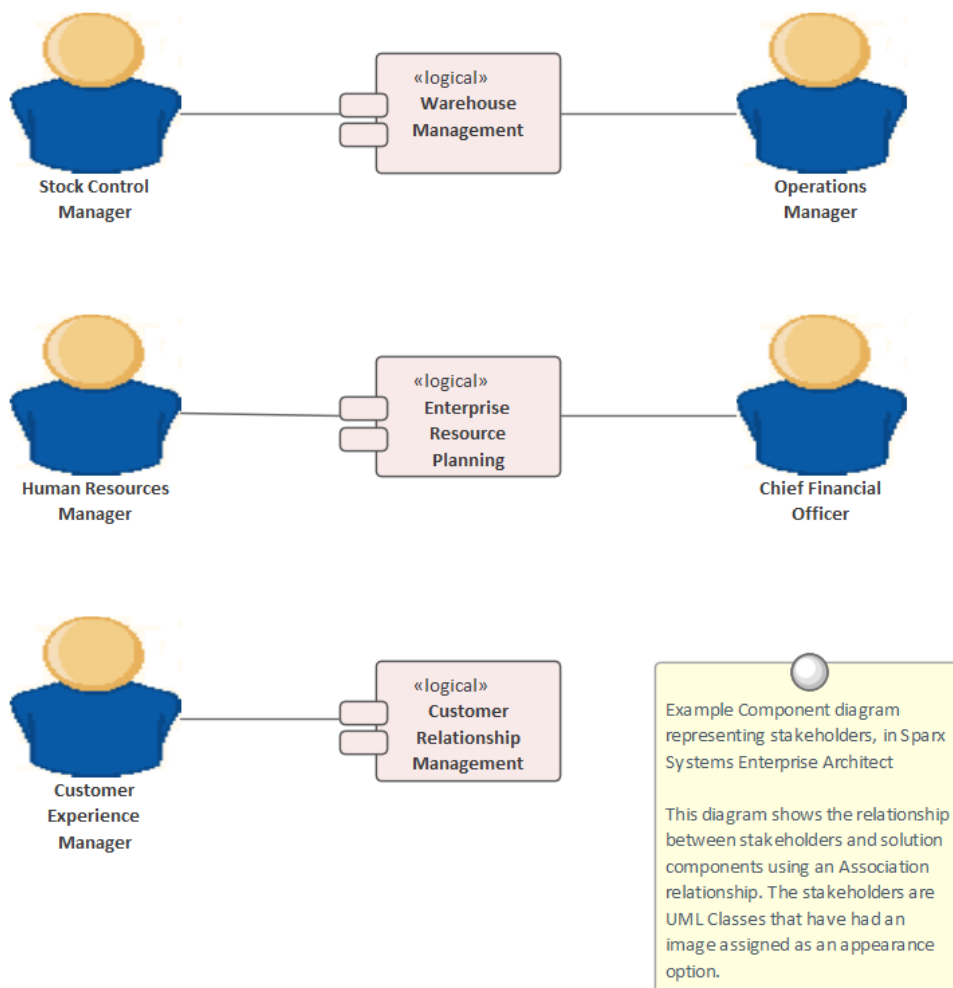 «logical»
Warehouse
Management
Stock Control
Manager
Operations
Manager
«logical»
Enterprise
Resource
Planning
Human Resources
Manager
Chief Financial
Officer
«logical»
Customer
Relationship
Management
Customer
Experience
Manager
Example Component diagram
representing stakeholders, in Sparx
Systems Enterprise Architect
This diagram shows the relationship
between stakeholders and solution
components using an Association
relationship. The stakeholders are
UML Classes that have had an
image assigned as an appearance
option.